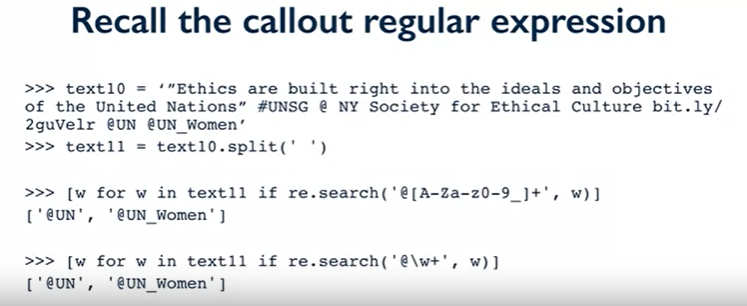 Recall the callout regular expression
>>> text10 = ‘”Ethics are built right into the ideals and objectives
of the United Nations” #UNSG @ NY Society for Ethical Culture bit.ly/
2guVelr @UN @UN_Women’
>>> text11 = text10.split(' ')
>>> [w for w in text11 if re.search('@[A-Za-z0-9_]+', w)]
['@UN', '@UN_Women']
>>> [w for w in text11 if re.search('@\w+', w)]
['@UN', '@UN_Women']